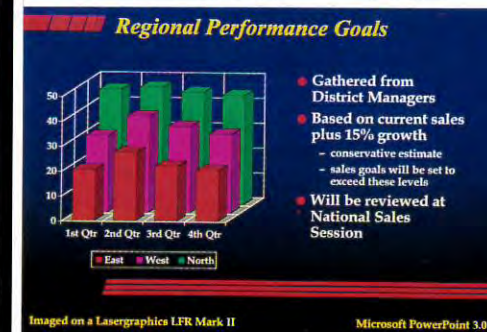 Regional Performance Goals
50
40
30
20
10
0
1st Qtr 2nd Qtr 3rd Qtr 4th Qtr
East West North
Gathered from
District Managers
Based on current sales
plus 15% growth
– conservative estimate
– sales goals will be set to
exceed these levels
Will be reviewed at
National Sales
Session
Imaged on a Lasergraphics LFR Mark II
Microsoft PowerPoint 3.0